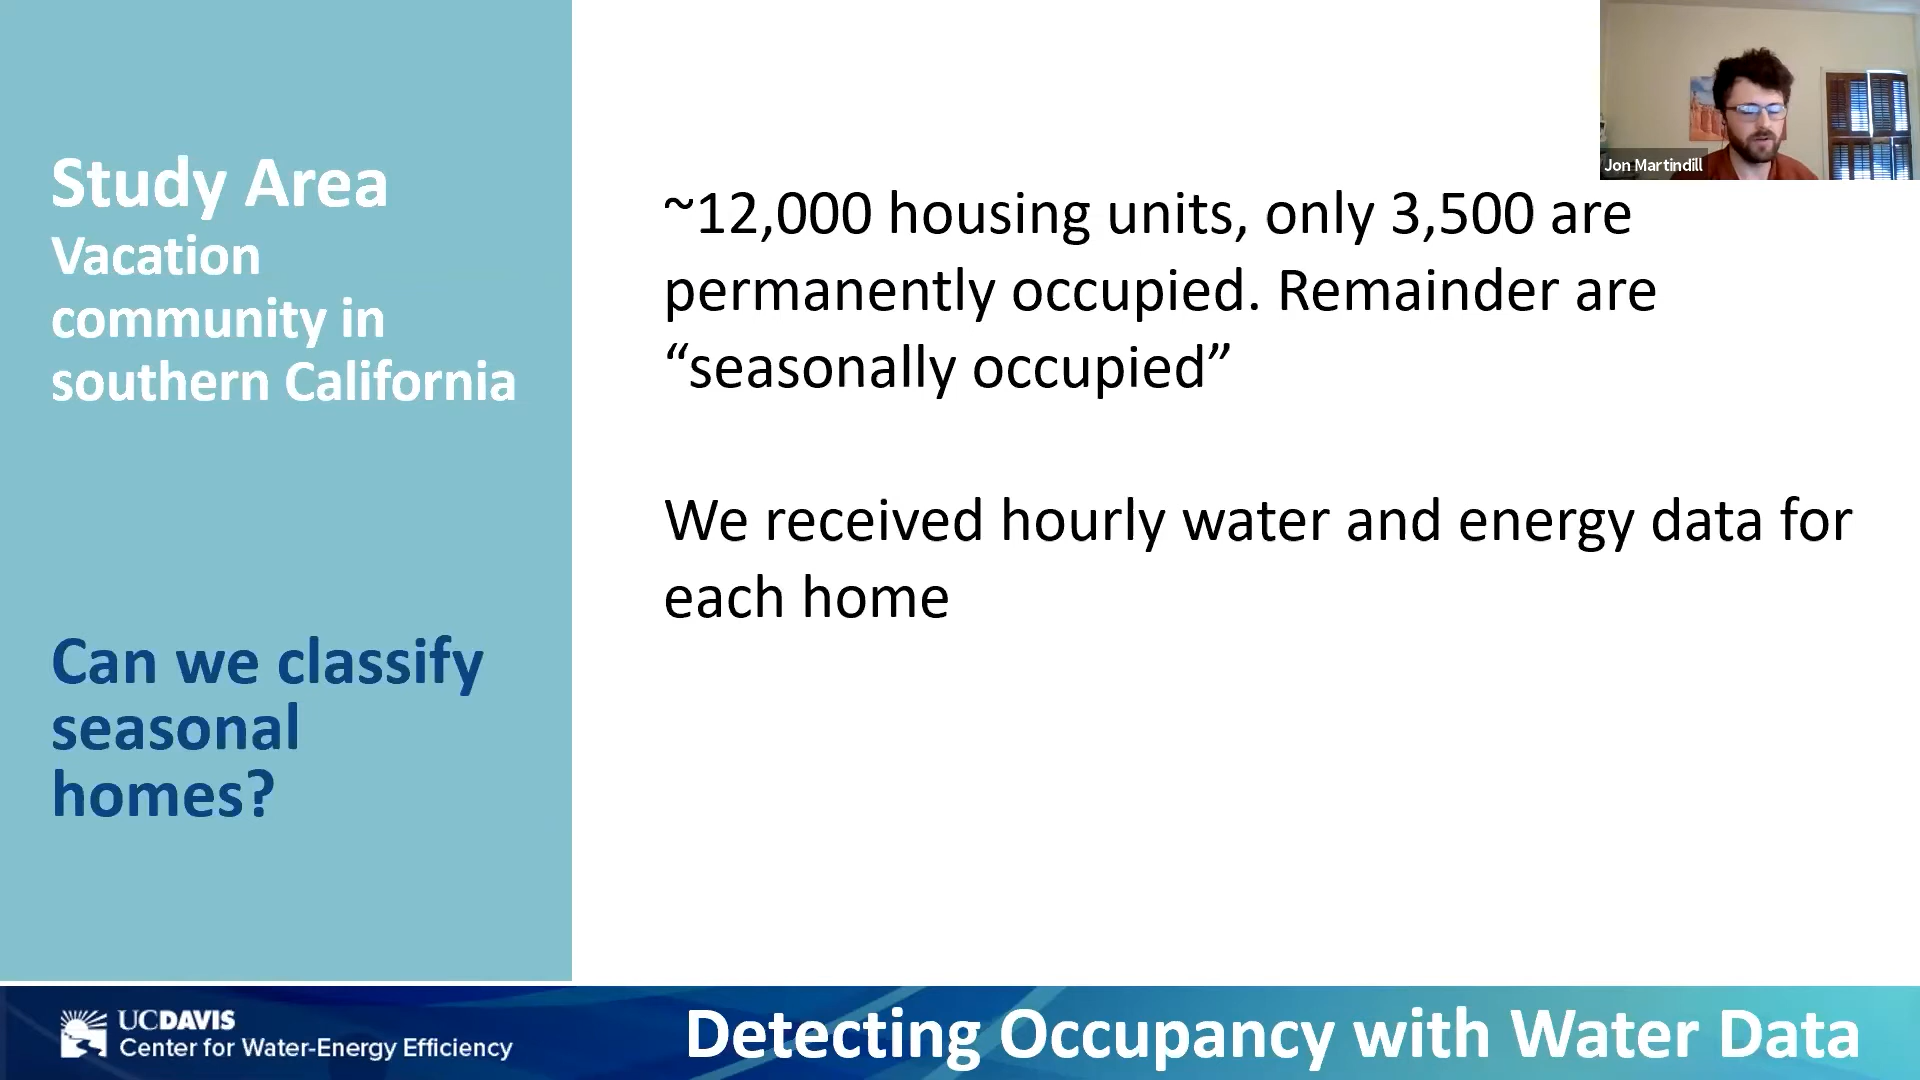 Study Area
Vacation
community in
southern California
Can we classify
seasonal
homes?
~12,000 housing units, only 3,500 are
permanently occupied. Remainder are
“seasonally occupied”
We received hourly water and energy data for
each home
Jon Martindill
UCDAVIS
Center for Water-Energy Efficiency
Detecting Occupancy with Water Data